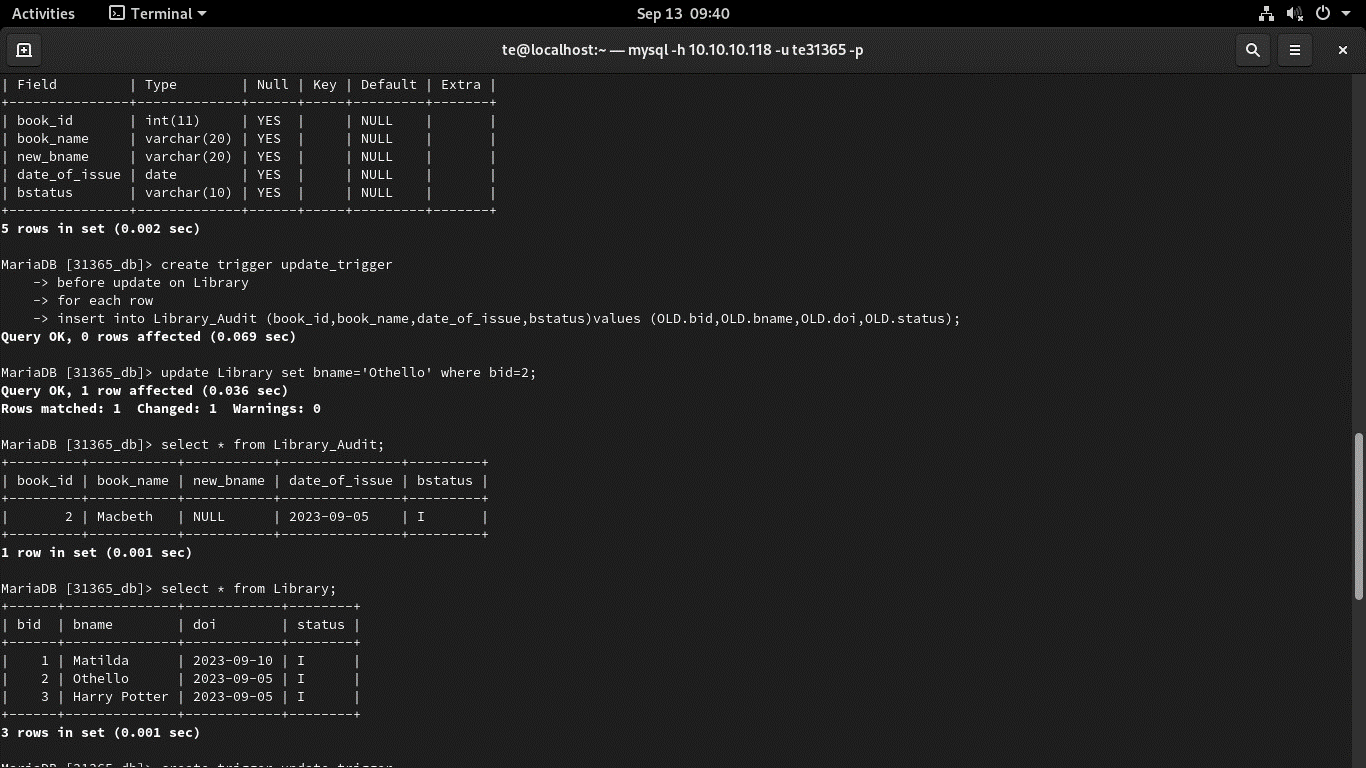 Activities Terminal Sep 13 09:40
te@localhost:~ — mysql -h 10.10.10.118 -u te31365 -p
| Field         | Type        | Null | Key | Default | Extra |
+---------------+-------------+------+-----+---------+-------+
| book_id       | int(11)     | YES  |     | NULL    |       |
| book_name     | varchar(20) | YES  |     | NULL    |       |
| new_bname     | varchar(20) | YES  |     | NULL    |       |
| date_of_issue | date        | YES  |     | NULL    |       |
| bstatus       | varchar(10) | YES  |     | NULL    |       |
+---------------+-------------+------+-----+---------+-------+
5 rows in set (0.002 sec)
MariaDB [31365_db]> create trigger update_trigger
    -> before update on Library
    -> for each row
    -> insert into Library_Audit (book_id,book_name,date_of_issue,bstatus)values (OLD.bid,OLD.bname,OLD.doi,OLD.status);
Query OK, 0 rows affected (0.069 sec)
MariaDB [31365_db]> update Library set bname='Othello' where bid=2;
Query OK, 1 row affected (0.036 sec)
Rows matched: 1  Changed: 1  Warnings: 0
MariaDB [31365_db]> select * from Library_Audit;
+---------+-----------+-----------+---------------+---------+
| book_id | book_name | new_bname | date_of_issue | bstatus |
+---------+-----------+-----------+---------------+---------+
|       2 | Macbeth   | NULL      | 2023-09-05    | I       |
+---------+-----------+-----------+---------------+---------+
1 row in set (0.001 sec)
MariaDB [31365_db]> select * from Library;
+------+--------------+------------+--------+
| bid  | bname        | doi        | status |
+------+--------------+------------+--------+
|    1 | Matilda      | 2023-09-10 | I      |
|    2 | Othello      | 2023-09-05 | I      |
|    3 | Harry Potter | 2023-09-05 | I      |
+------+--------------+------------+--------+
3 rows in set (0.001 sec)
MariaDB [31365_db]> create trigger update_trigger